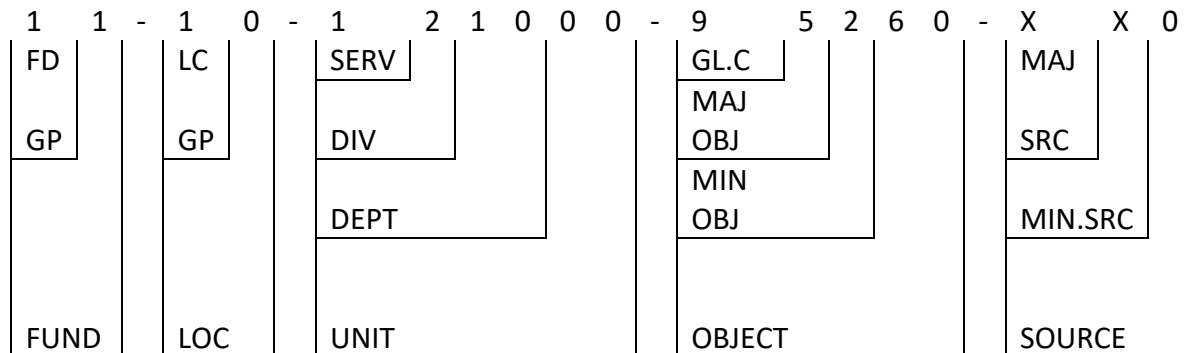 1 1 - 1 0 - 1 2 1 0 0 0 - 9 5 2 6 0 - X X 0
FD LC SERV GL.C MAJ
MAJ
GP GP DIV OBJ SRC
MIN
DEPT OBJ MIN.SRC
FUND LOC UNIT OBJECT SOURCE